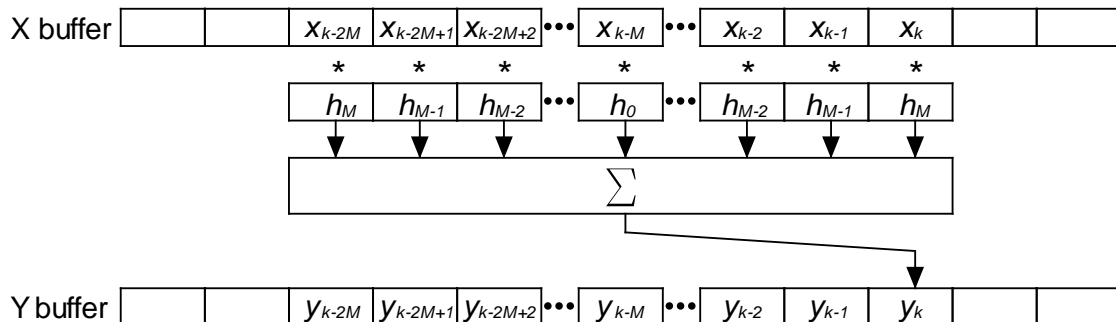 X buffer x_{k-2M} x_{k-2M+1} x_{k-2M+2} ••• x_{k-M} ••• x_{k-2} x_{k-1} x_k
* * * * * * *
h_M h_{M-1} h_{M-2} ••• h_0 ••• h_{M-2} h_{M-1} h_M
∑
Y buffer y_{k-2M} y_{k-2M+1} y_{k-2M+2} ••• y_{k-M} ••• y_{k-2} y_{k-1} y_k